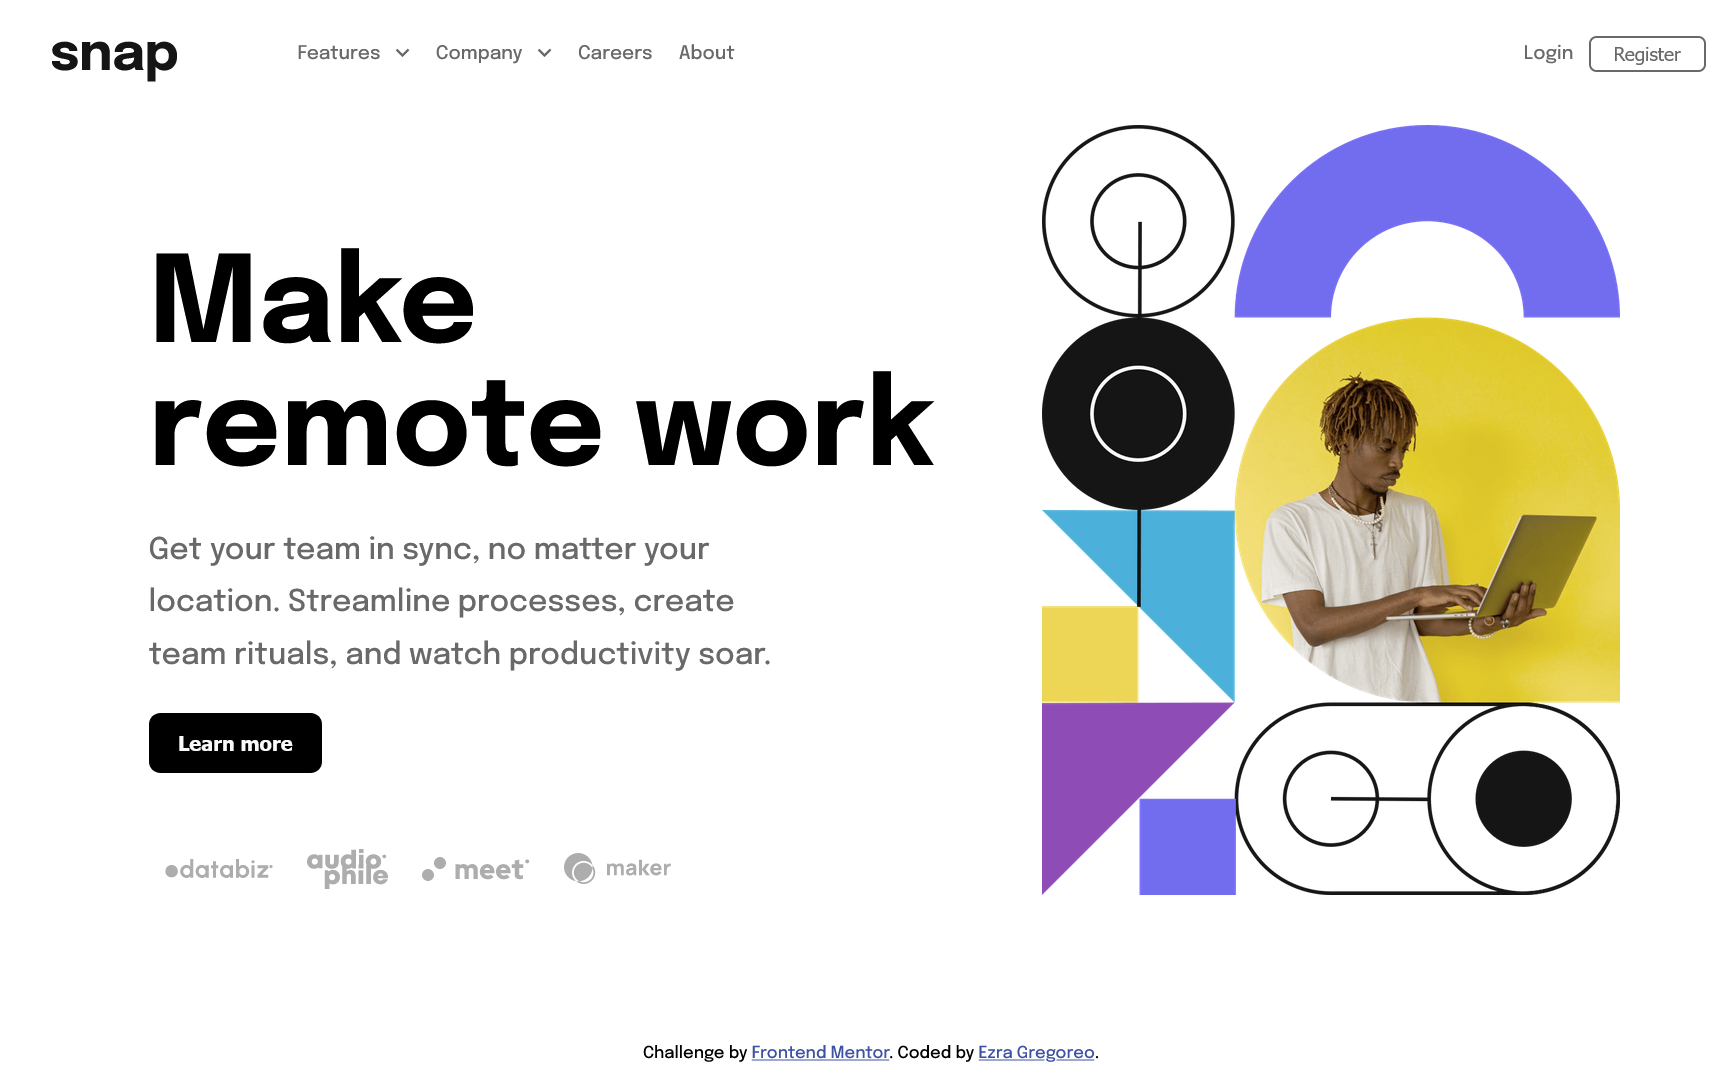 snap
Features Company Careers About Login Register
Make
remote work
Get your team in sync, no matter your
location. Streamline processes, create
team rituals, and watch productivity soar.
Learn more
databiz audiophile meet maker
Challenge by Frontend Mentor. Coded by Ezra Gregoreo.